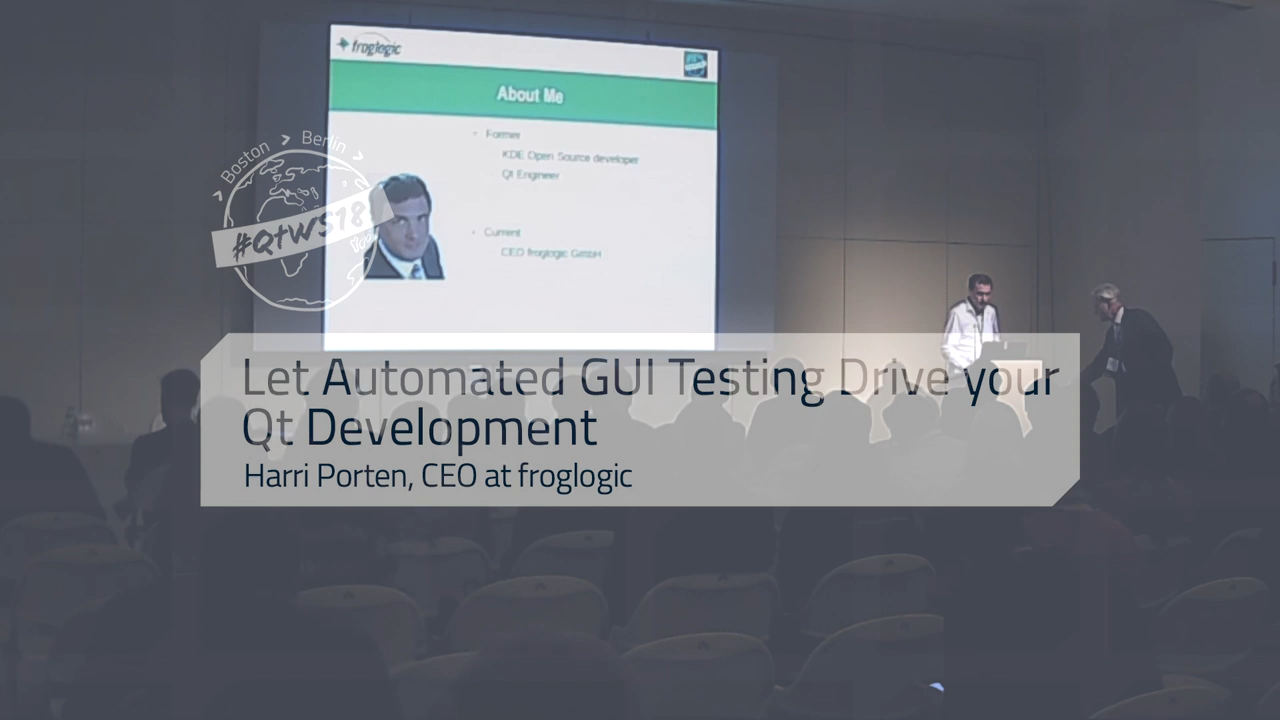 froglogic
About Me
Former
KDE Open Source developer
Qt Engineer
Current
CEO froglogic GmbH
Boston
Berlin
#QtWS18
Let Automated GUI Testing Drive your
Qt Development
Harri Porten, CEO at froglogic